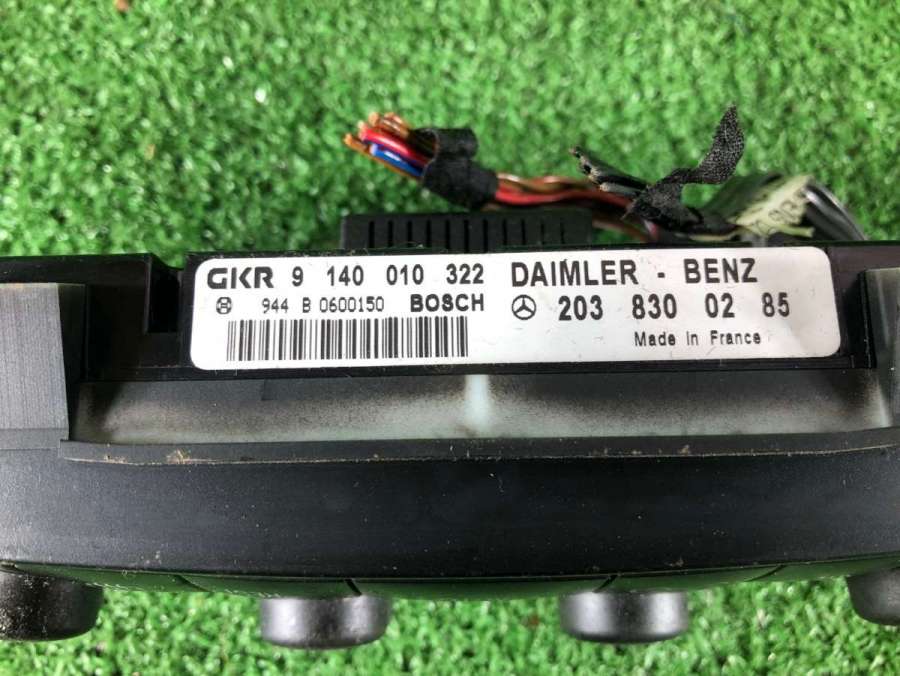 GKR 9 140 010 322 DAIMLER - BENZ
944 B 0600150 BOSCH 203 830 02 85
Made in France